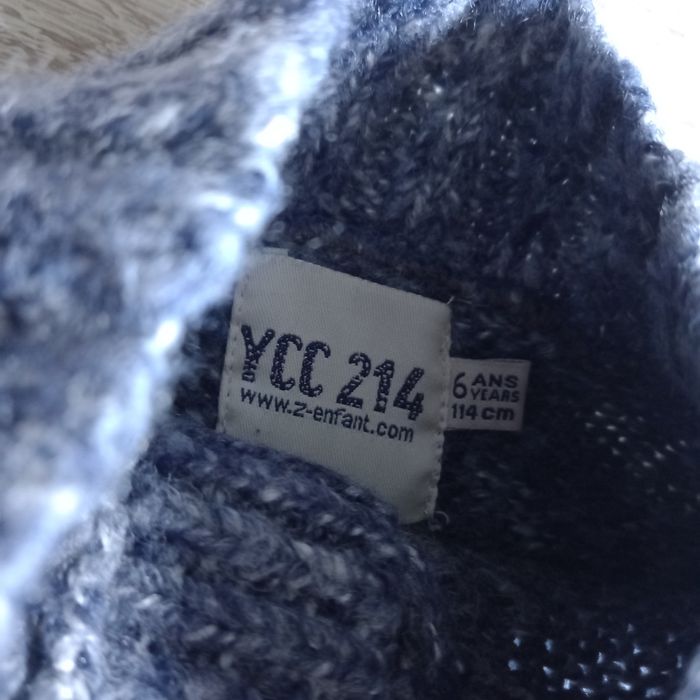 YCC 214
www.z-enfant.com
6 ANS
YEARS
114 cm